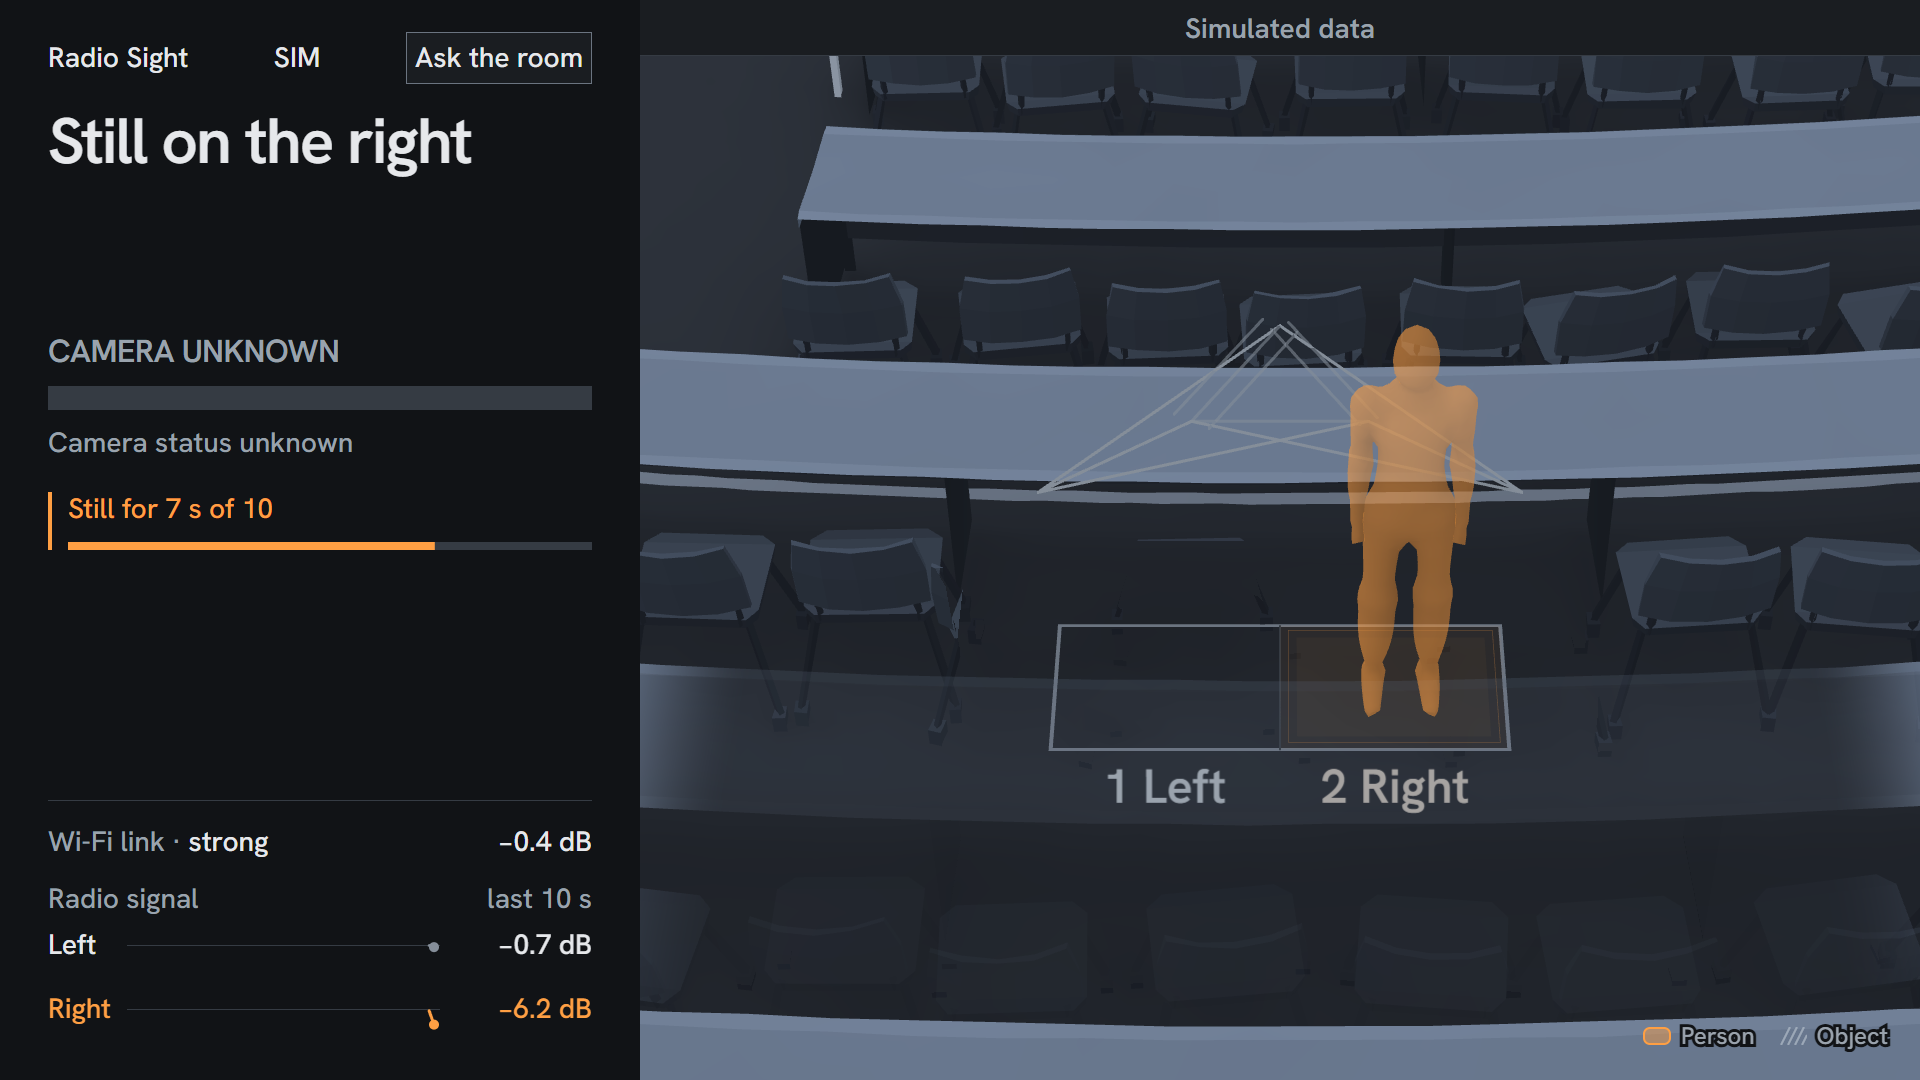 Radio Sight
SIM
Ask the room
Still on the right
CAMERA UNKNOWN
Camera status unknown
Still for 7 s of 10
Wi-Fi link · strong
−0.4 dB
Radio signal
last 10 s
Left
−0.7 dB
Right
−6.2 dB
Simulated data
1 Left
2 Right
Person
Object